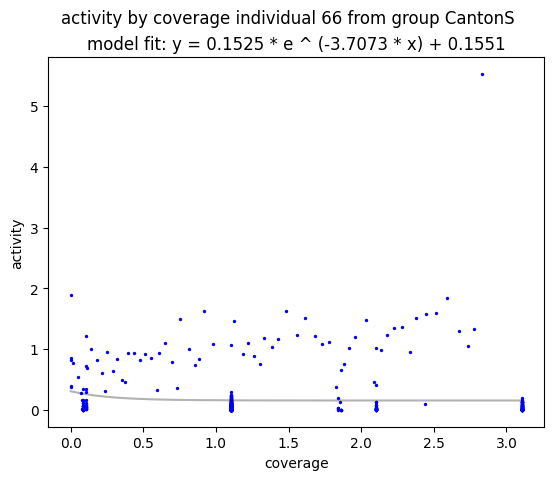 activity by coverage individual 66 from group CantonS
model fit: y = 0.1525 * e ^ (-3.7073 * x) + 0.1551
activity
5
4
3
2
1
0
0.0 0.5 1.0 1.5 2.0 2.5 3.0
coverage